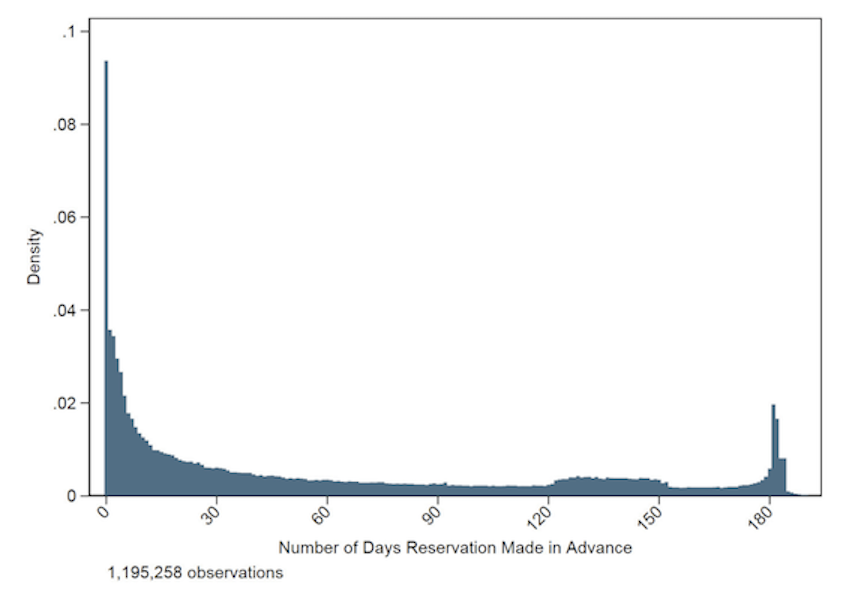 .1
.08
.06
.04
.02
0
Density
0 30 60 90 120 150 180
Number of Days Reservation Made in Advance
1,195,258 observations